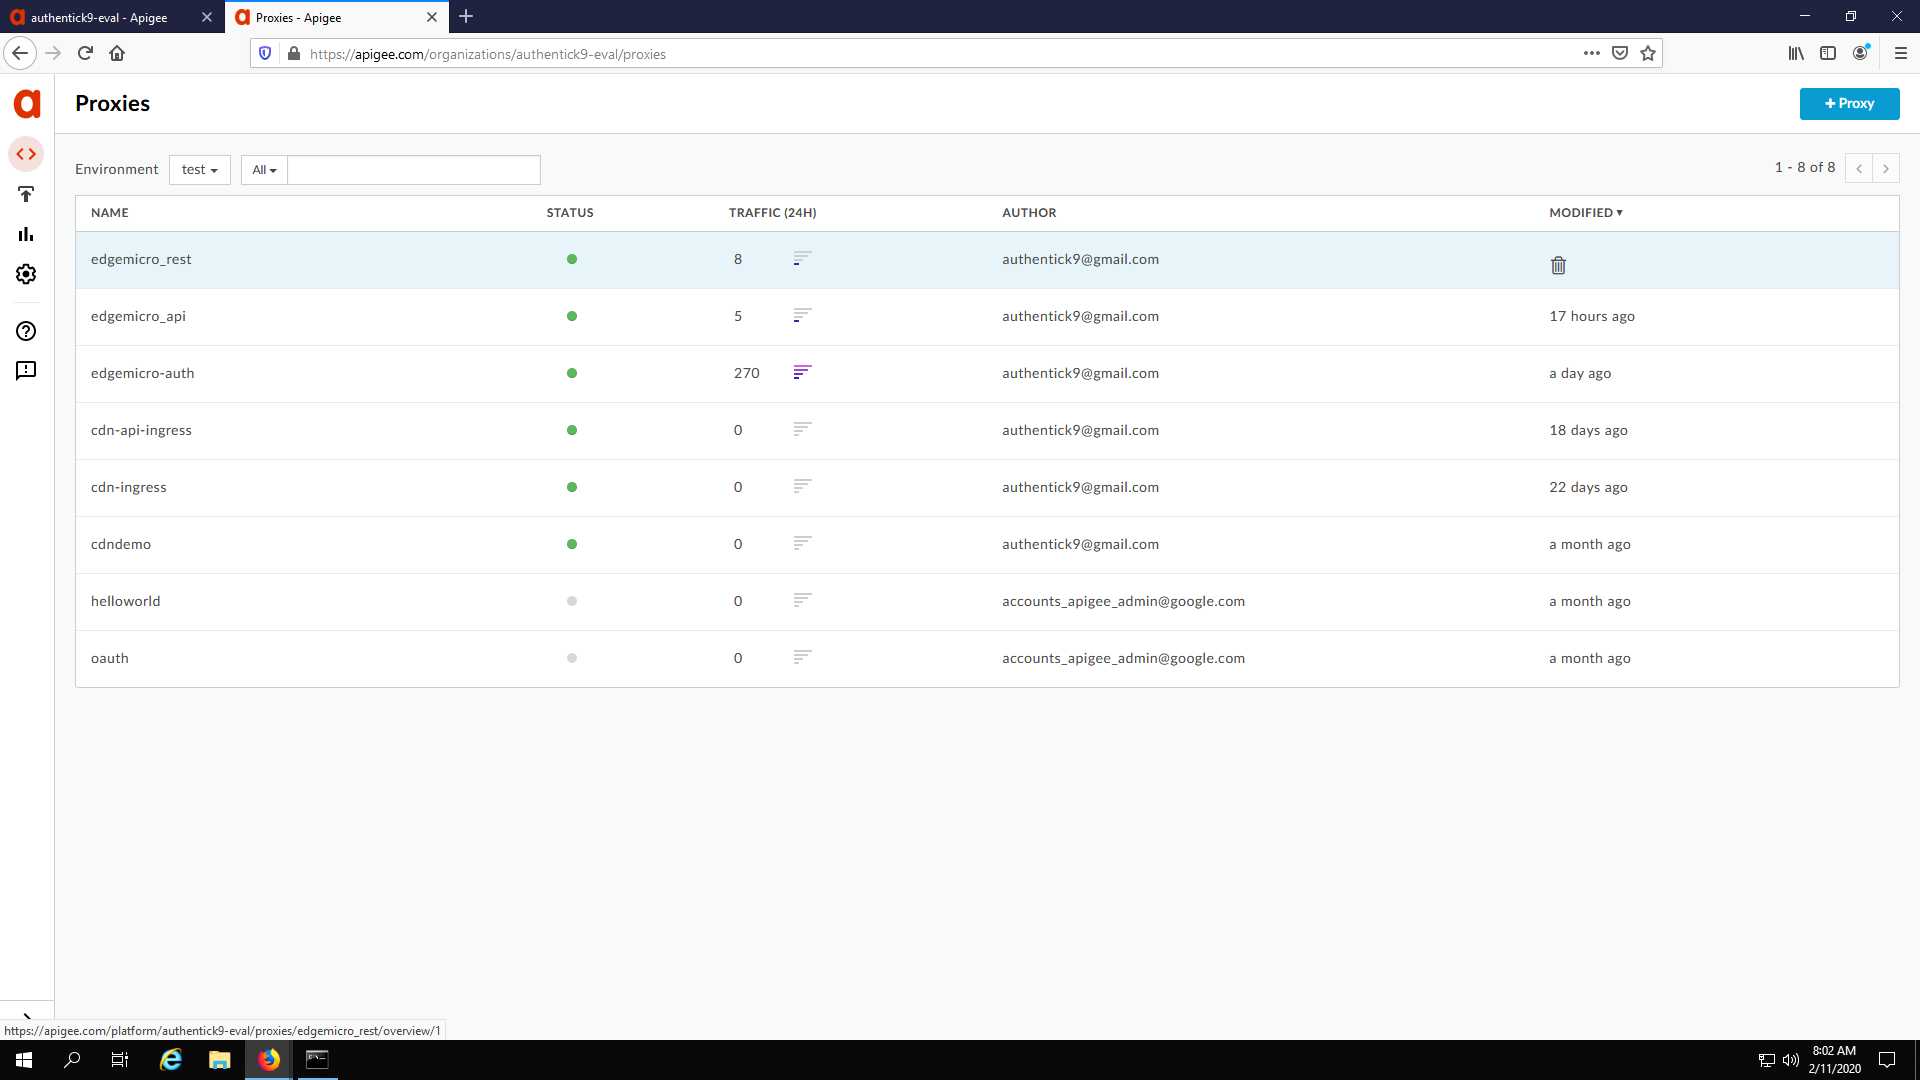 authentick9-eval - Apigee
Proxies - Apigee
https://apigee.com/organizations/authentick9-eval/proxies
Proxies
+ Proxy
Environment test All 1 - 8 of 8
NAME STATUS TRAFFIC (24H) AUTHOR MODIFIED
edgemicro_rest 8 authentick9@gmail.com
edgemicro_api 5 authentick9@gmail.com 17 hours ago
edgemicro-auth 270 authentick9@gmail.com a day ago
cdn-api-ingress 0 authentick9@gmail.com 18 days ago
cdn-ingress 0 authentick9@gmail.com 22 days ago
cdndemo 0 authentick9@gmail.com a month ago
helloworld 0 accounts_apigee_admin@google.com a month ago
oauth 0 accounts_apigee_admin@google.com a month ago
https://apigee.com/platform/authentick9-eval/proxies/edgemicro_rest/overview/1
8:02 AM
2/11/2020